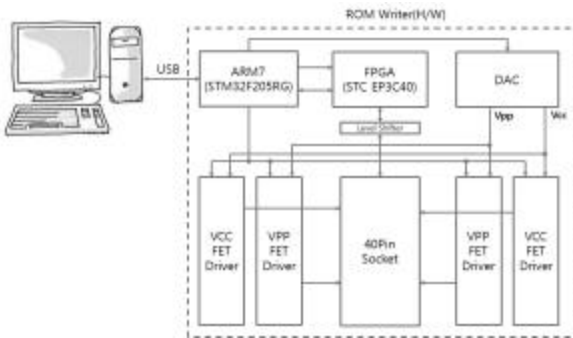 ROM Writer(H/W)
USB
ARM7
(STM32F205RG)
FPGA
(STC EP3C40)
DAC
Level Shifter
Vpp
Vcc
VCC
FET
Driver
VPP
FET
Driver
40Pin
Socket
VPP
FET
Driver
VCC
FET
Driver